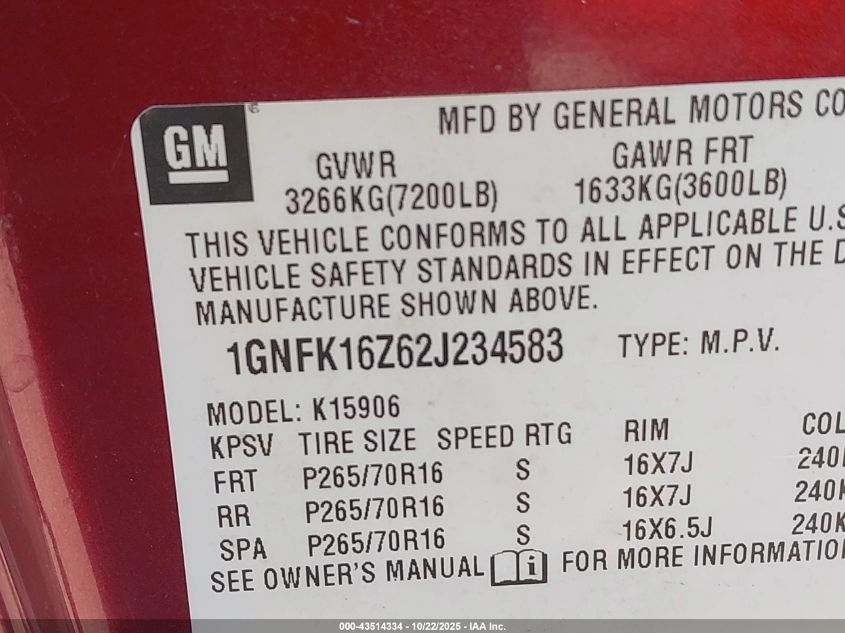 GM
MFD BY GENERAL MOTORS CO
GVWR GAWR FRT
3266KG(7200LB) 1633KG(3600LB)
THIS VEHICLE CONFORMS TO ALL APPLICABLE U.S
VEHICLE SAFETY STANDARDS IN EFFECT ON THE D
MANUFACTURE SHOWN ABOVE.
1GNFK16Z62J234583 TYPE: M.P.V.
MODEL: K15906
KPSV TIRE SIZE SPEED RTG RIM COL
FRT P265/70R16 S 16X7J 240K
RR P265/70R16 S 16X7J 240K
SPA P265/70R16 S 16X6.5J 240K
SEE OWNER'S MANUAL i FOR MORE INFORMATION
000-43514334 - 10/22/2025 - IAA Inc.